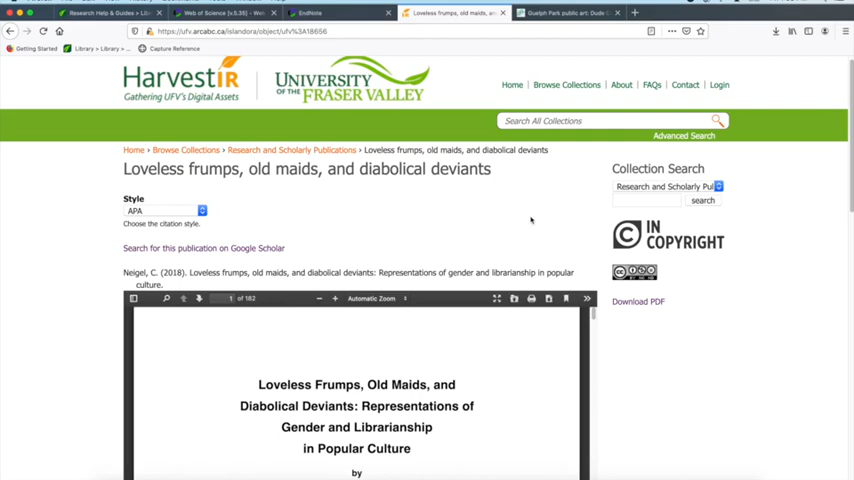 Research Help & Guides > Lib
Web of Science [v.5.35] - We
EndNote
Loveless frumps, old maids, an
Guelph Park public art: Dude C
https://ufv.arcabc.ca/islandora/object/ufv%3A18656
Getting Started
Library > Library > ...
Capture Reference
HarvestIR
Gathering UFV's Digital Assets
UNIVERSITY
OF THE FRASER VALLEY
Home | Browse Collections | About | FAQs | Contact | Login
Search All Collections
Advanced Search
Home › Browse Collections › Research and Scholarly Publications › Loveless frumps, old maids, and diabolical deviants
Loveless frumps, old maids, and diabolical deviants
Collection Search
Research and Scholarly Pul
search
Style
APA
Choose the citation style.
IN
COPYRIGHT
Search for this publication on Google Scholar
Neigel, C. (2018). Loveless frumps, old maids, and diabolical deviants: Representations of gender and librarianship in popular
culture.
1 of 182
Automatic Zoom
Download PDF
Loveless Frumps, Old Maids, and
Diabolical Deviants: Representations of
Gender and Librarianship
in Popular Culture
by